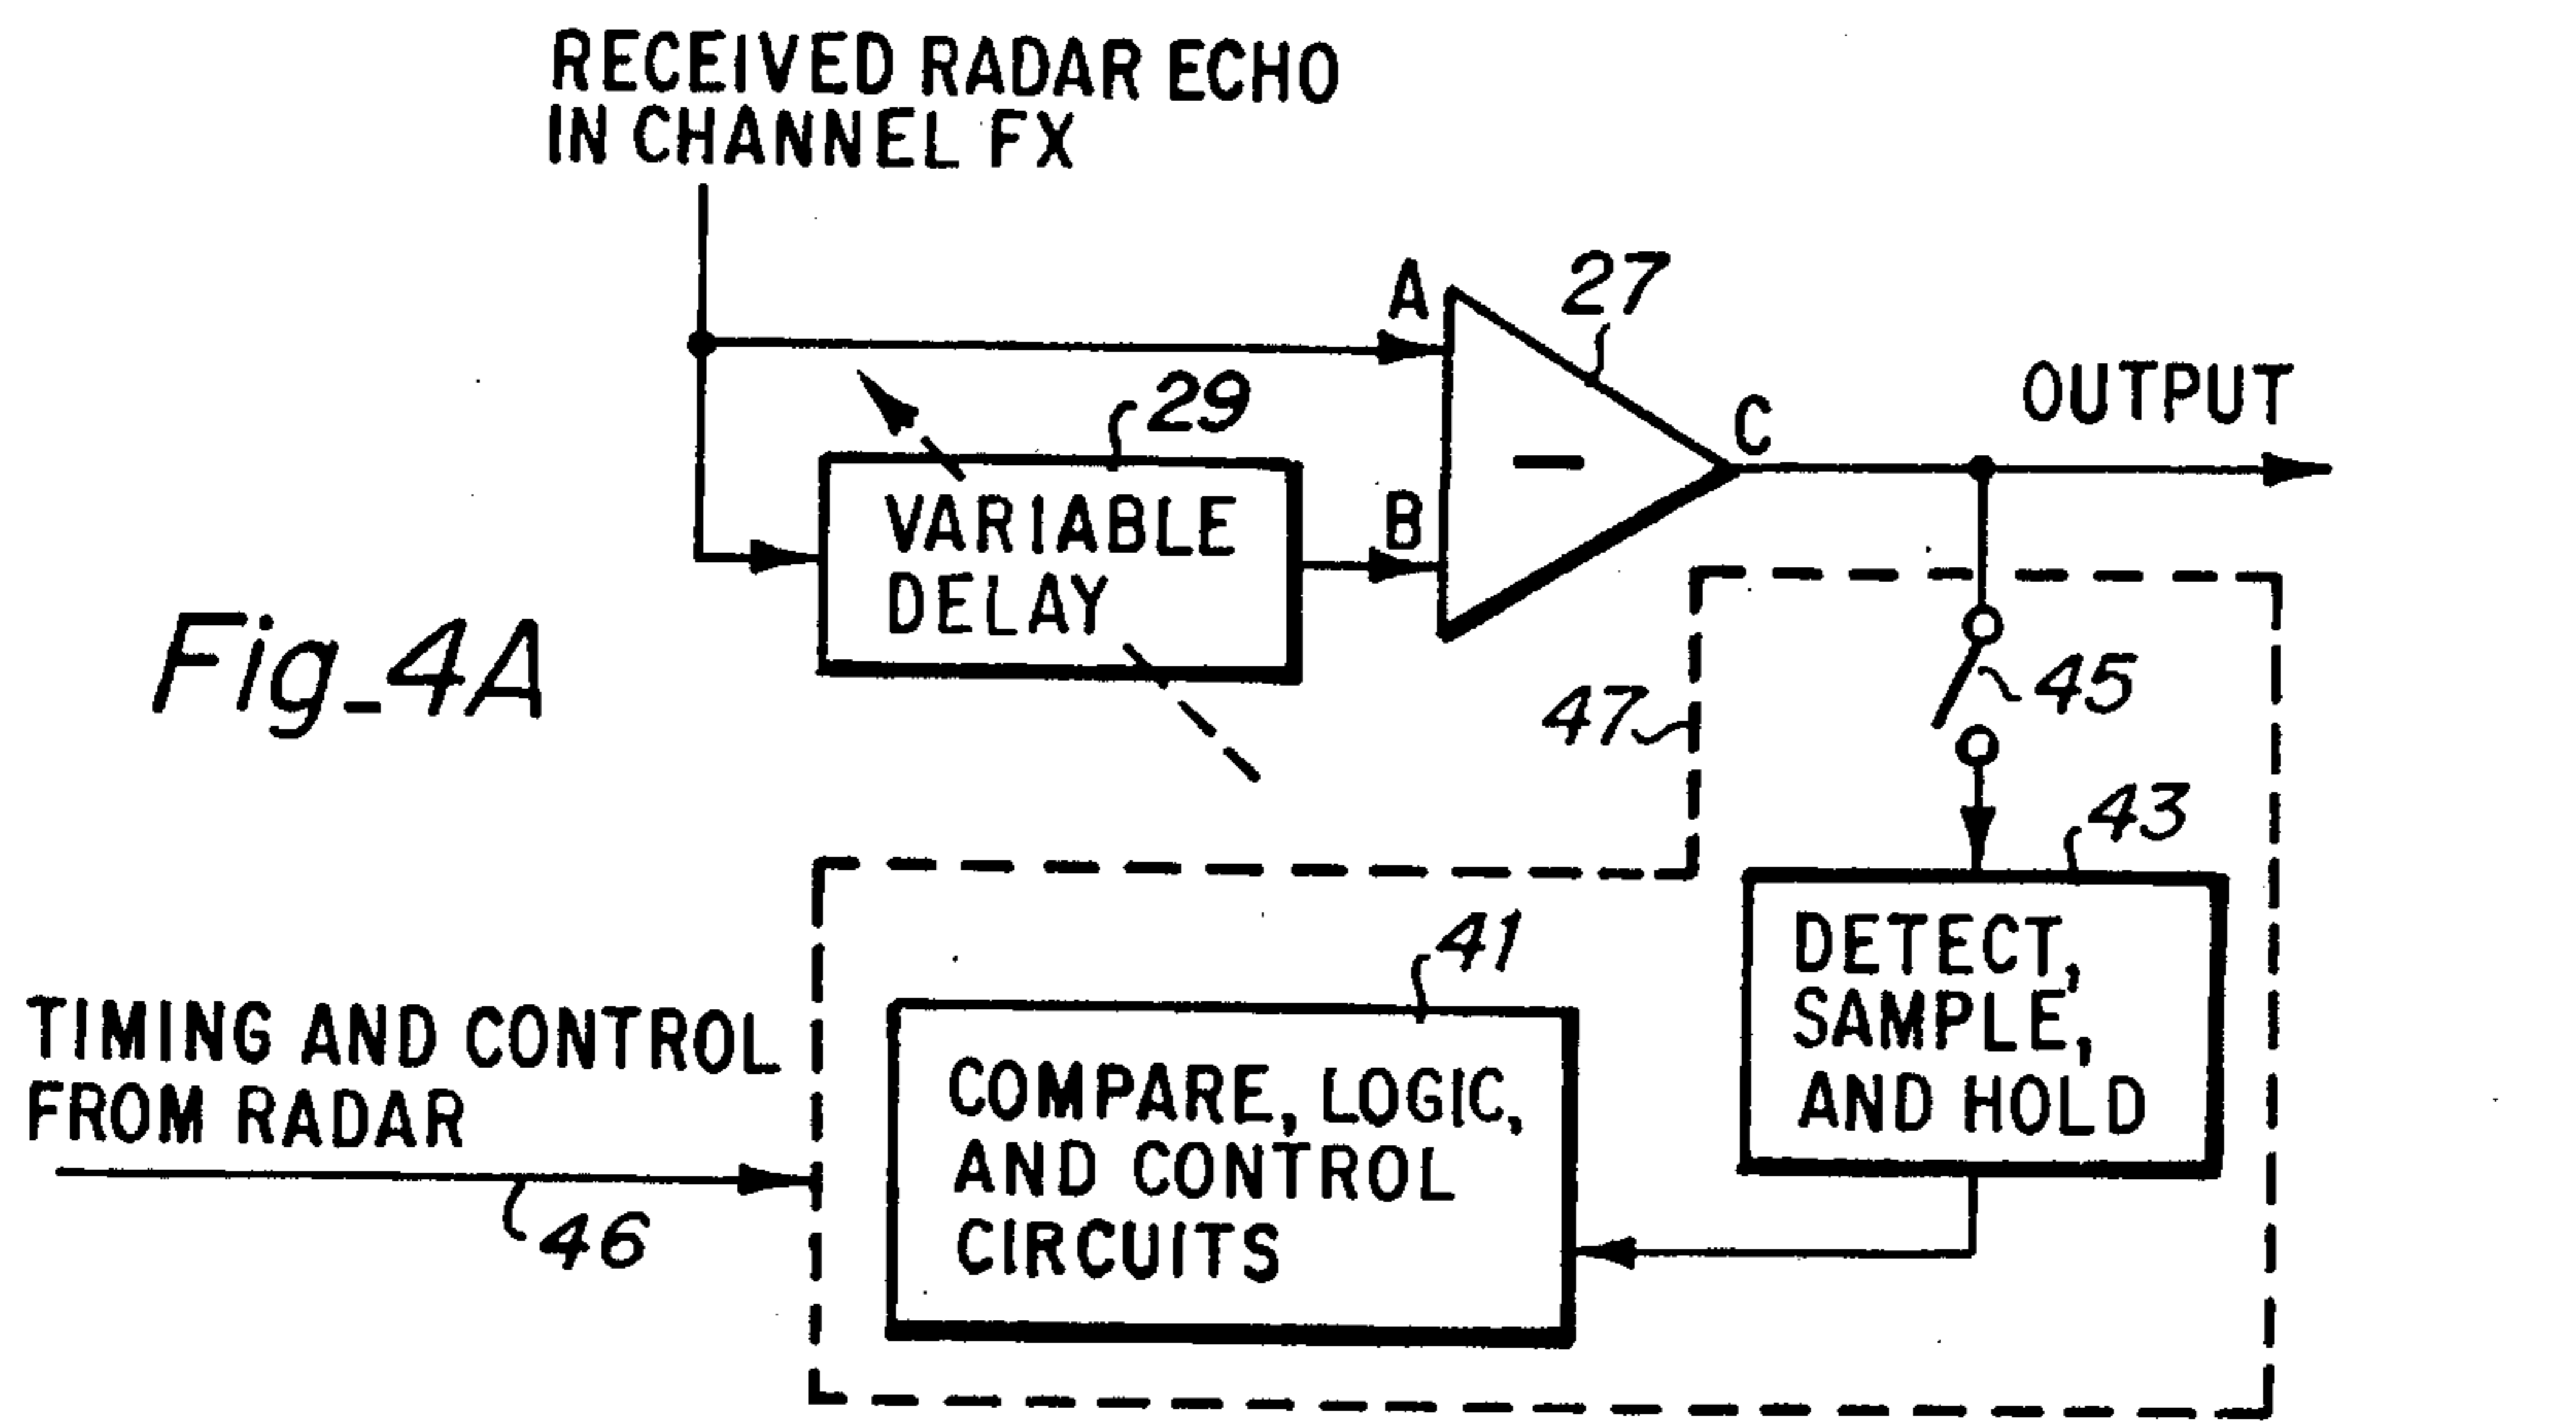 RECEIVED RADAR ECHO
IN CHANNEL FX
A
27
29
C
OUTPUT
VARIABLE
DELAY
B
Fig_4A
47
45
43
DETECT,
SAMPLE,
AND HOLD
41
TIMING AND CONTROL
FROM RADAR
COMPARE, LOGIC,
AND CONTROL
CIRCUITS
46